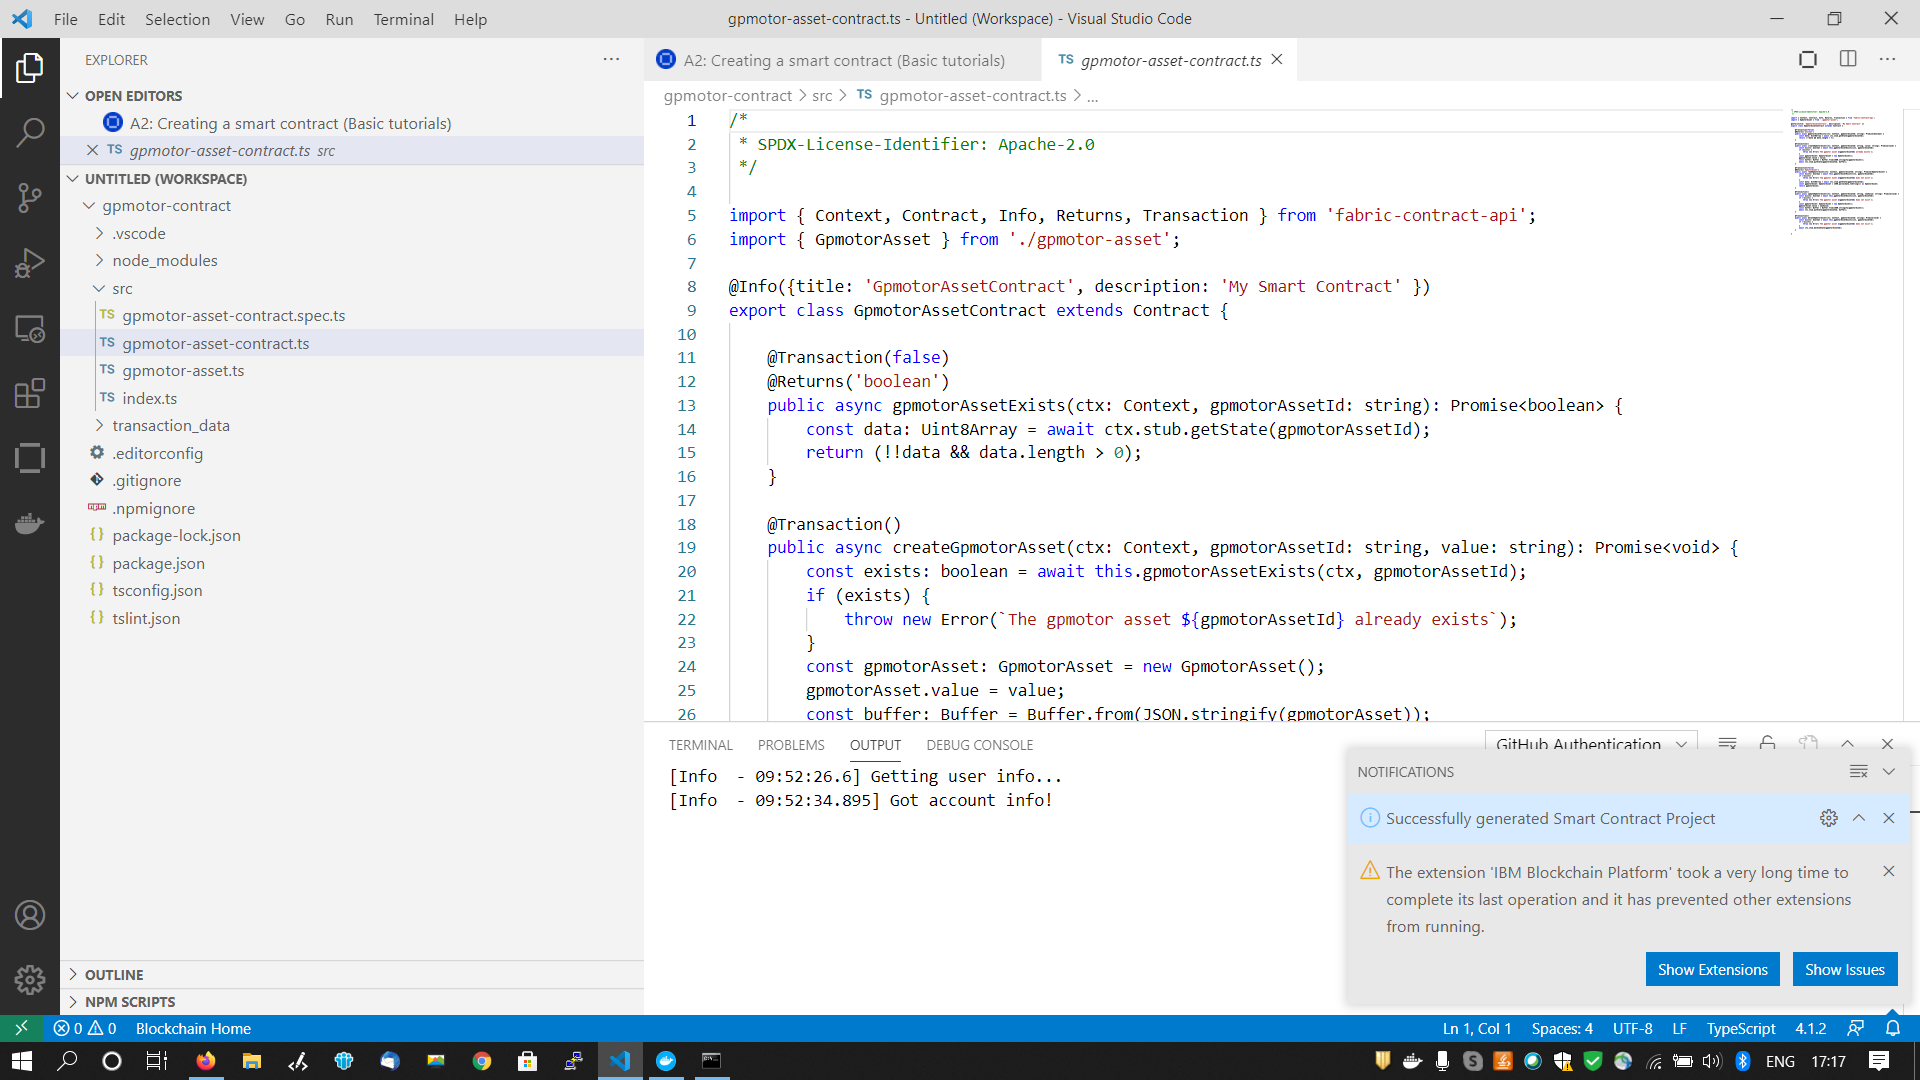 File Edit Selection View Go Run Terminal Help
gpmotor-asset-contract.ts - Untitled (Workspace) - Visual Studio Code
EXPLORER
OPEN EDITORS
A2: Creating a smart contract (Basic tutorials)
TS gpmotor-asset-contract.ts src
UNTITLED (WORKSPACE)
gpmotor-contract
.vscode
node_modules
src
TS gpmotor-asset-contract.spec.ts
TS gpmotor-asset-contract.ts
TS gpmotor-asset.ts
TS index.ts
transaction_data
.editorconfig
.gitignore
.npmignore
{} package-lock.json
{} package.json
{} tsconfig.json
{} tslint.json
OUTLINE
NPM SCRIPTS
A2: Creating a smart contract (Basic tutorials)
TS gpmotor-asset-contract.ts
gpmotor-contract > src > TS gpmotor-asset-contract.ts > ...
1 /*
2 * SPDX-License-Identifier: Apache-2.0
3 */
4
5 import { Context, Contract, Info, Returns, Transaction } from 'fabric-contract-api';
6 import { GpmotorAsset } from './gpmotor-asset';
7
8 @Info({title: 'GpmotorAssetContract', description: 'My Smart Contract' })
9 export class GpmotorAssetContract extends Contract {
10
11 @Transaction(false)
12 @Returns('boolean')
13 public async gpmotorAssetExists(ctx: Context, gpmotorAssetId: string): Promise<boolean> {
14 const data: Uint8Array = await ctx.stub.getState(gpmotorAssetId);
15 return (!!data && data.length > 0);
16 }
17
18 @Transaction()
19 public async createGpmotorAsset(ctx: Context, gpmotorAssetId: string, value: string): Promise<void> {
20 const exists: boolean = await this.gpmotorAssetExists(ctx, gpmotorAssetId);
21 if (exists) {
22 throw new Error(`The gpmotor asset ${gpmotorAssetId} already exists`);
23 }
24 const gpmotorAsset: GpmotorAsset = new GpmotorAsset();
25 gpmotorAsset.value = value;
26 const buffer: Buffer = Buffer.from(JSON.stringify(gpmotorAsset));
TERMINAL PROBLEMS OUTPUT DEBUG CONSOLE
GitHub Authentication
[Info - 09:52:26.6] Getting user info...
[Info - 09:52:34.895] Got account info!
NOTIFICATIONS
Successfully generated Smart Contract Project
The extension 'IBM Blockchain Platform' took a very long time to
complete its last operation and it has prevented other extensions
from running.
Show Extensions Show Issues
0 0 Blockchain Home
Ln 1, Col 1 Spaces: 4 UTF-8 LF TypeScript 4.1.2
ENG 17:17